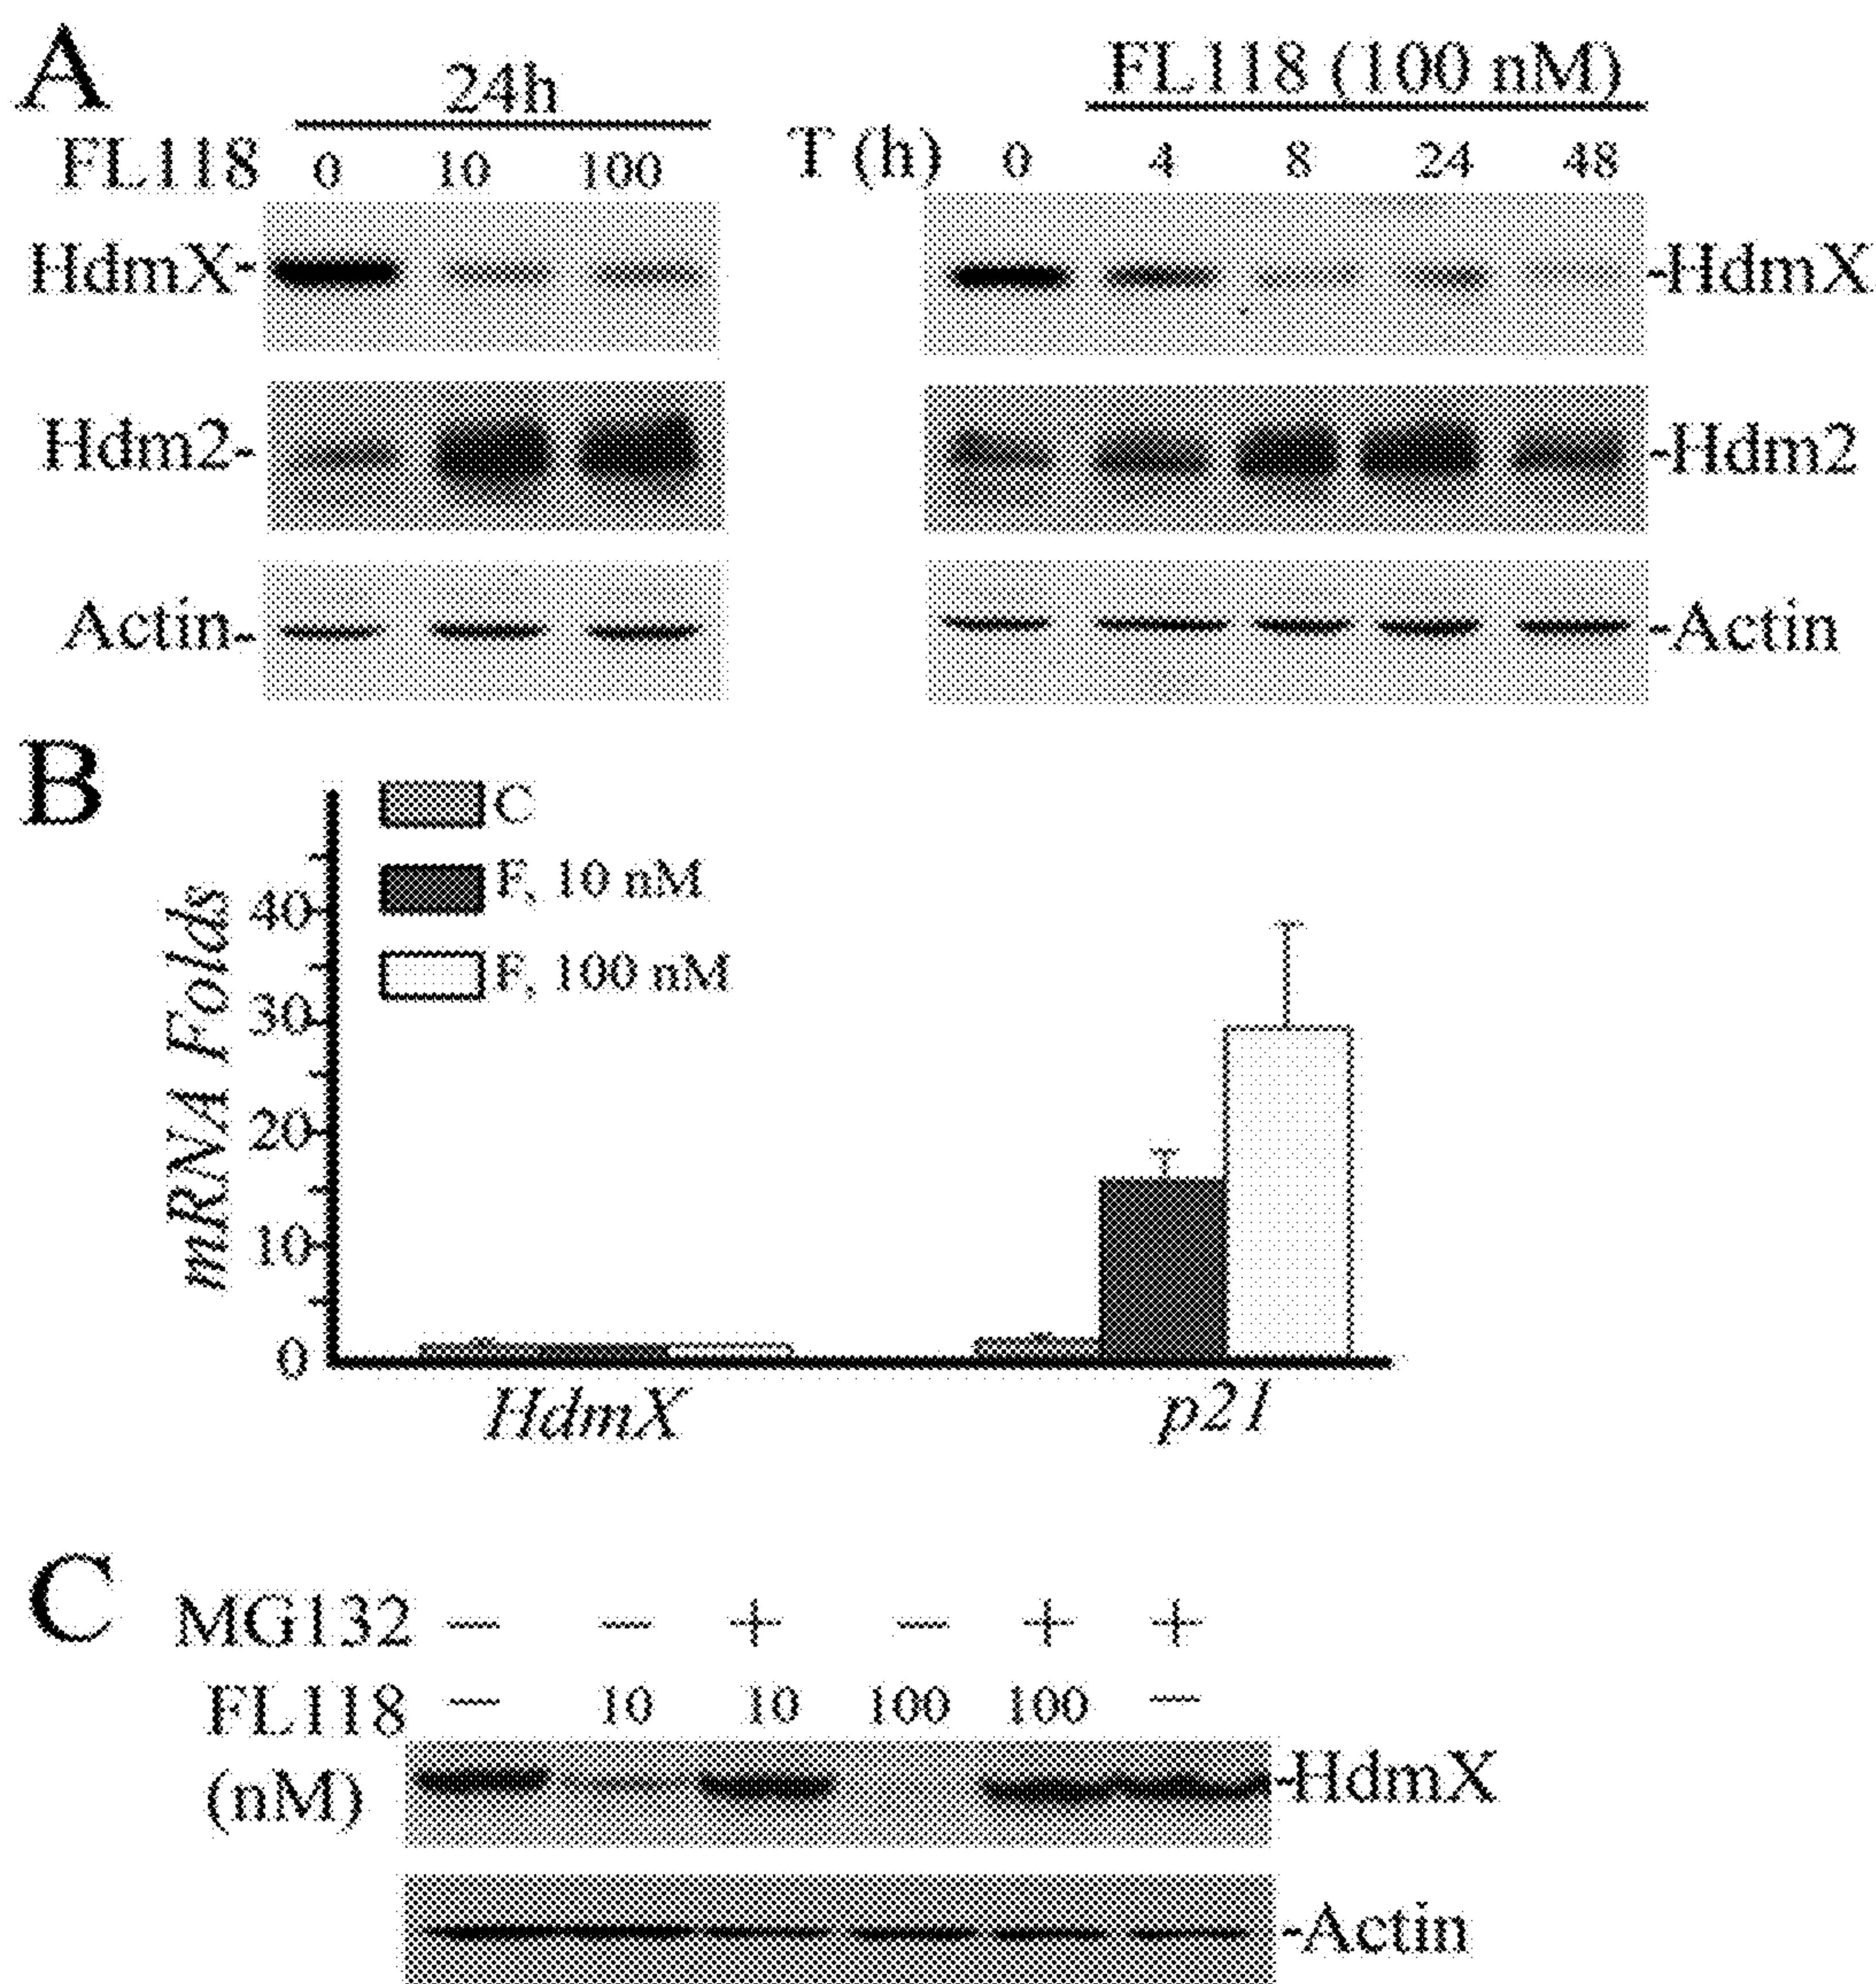 A
24h
FL118 0 10 100
HdmX-
Hdm2-
Actin-
FL118 (100 nM)
T (h) 0 4 8 24 48
-HdmX
-Hdm2
-Actin
B
C
F, 10 nM
F, 100 nM
mRNA Folds
40
30
20
10
0
HdmX p21
C
MG132 – – + – + +
FL118 – 10 10 100 100 –
(nM)
-HdmX
-Actin